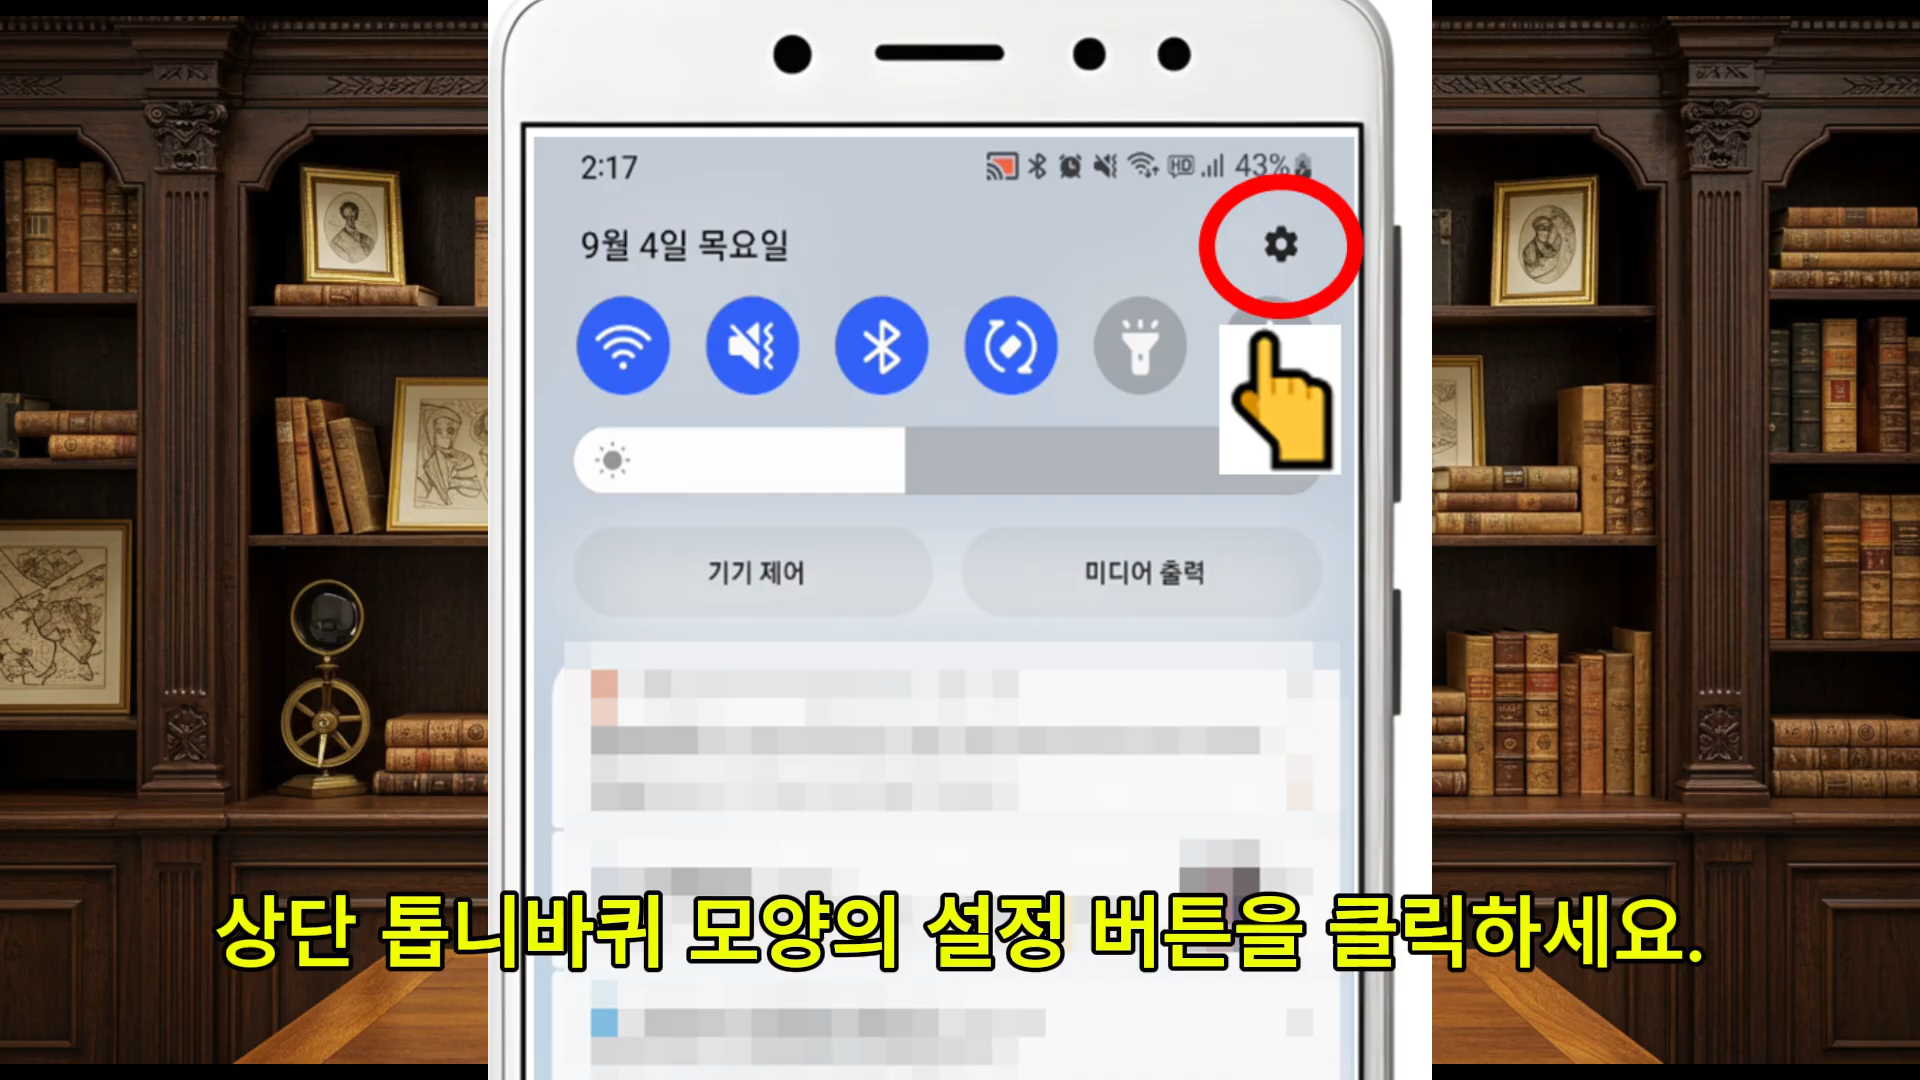 2:17
HD 43%
9월 4일 목요일
기기 제어
미디어 출력
상단 톱니바퀴 모양의 설정 버튼을 클릭하세요.